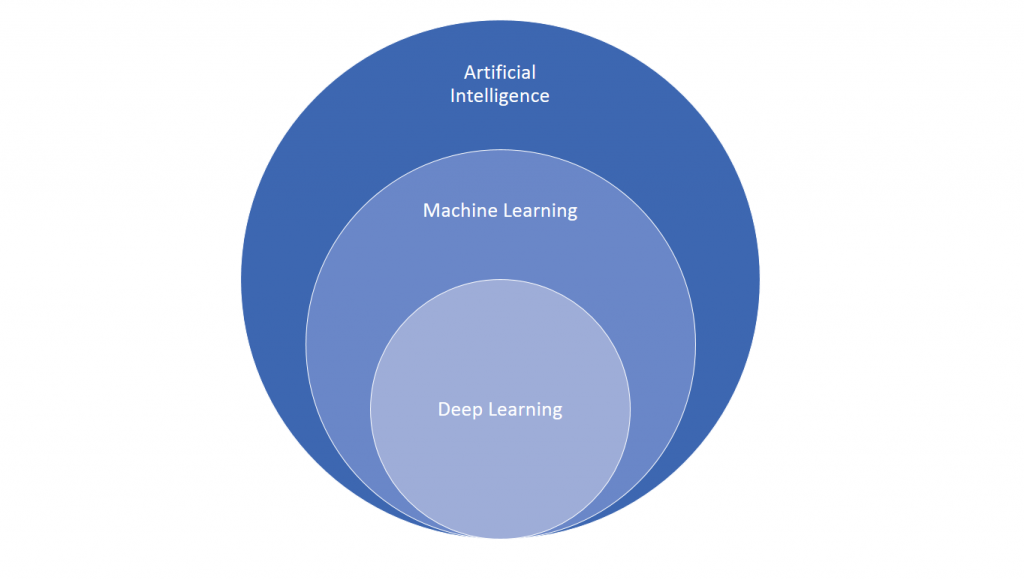 Artificial
Intelligence
Machine Learning
Deep Learning